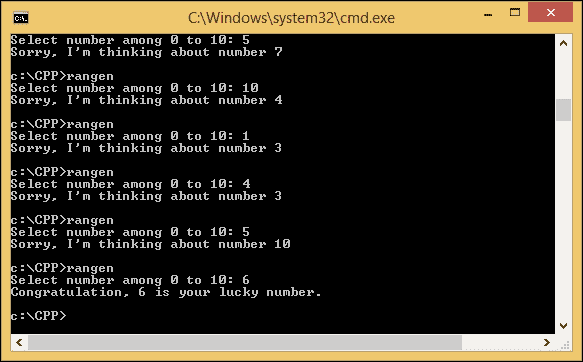 C:\Windows\system32\cmd.exe
Select number among 0 to 10: 5
Sorry, I'm thinking about number 7
c:\CPP>rangen
Select number among 0 to 10: 10
Sorry, I'm thinking about number 4
c:\CPP>rangen
Select number among 0 to 10: 1
Sorry, I'm thinking about number 3
c:\CPP>rangen
Select number among 0 to 10: 4
Sorry, I'm thinking about number 3
c:\CPP>rangen
Select number among 0 to 10: 5
Sorry, I'm thinking about number 10
c:\CPP>rangen
Select number among 0 to 10: 6
Congratulation, 6 is your lucky number.
c:\CPP>